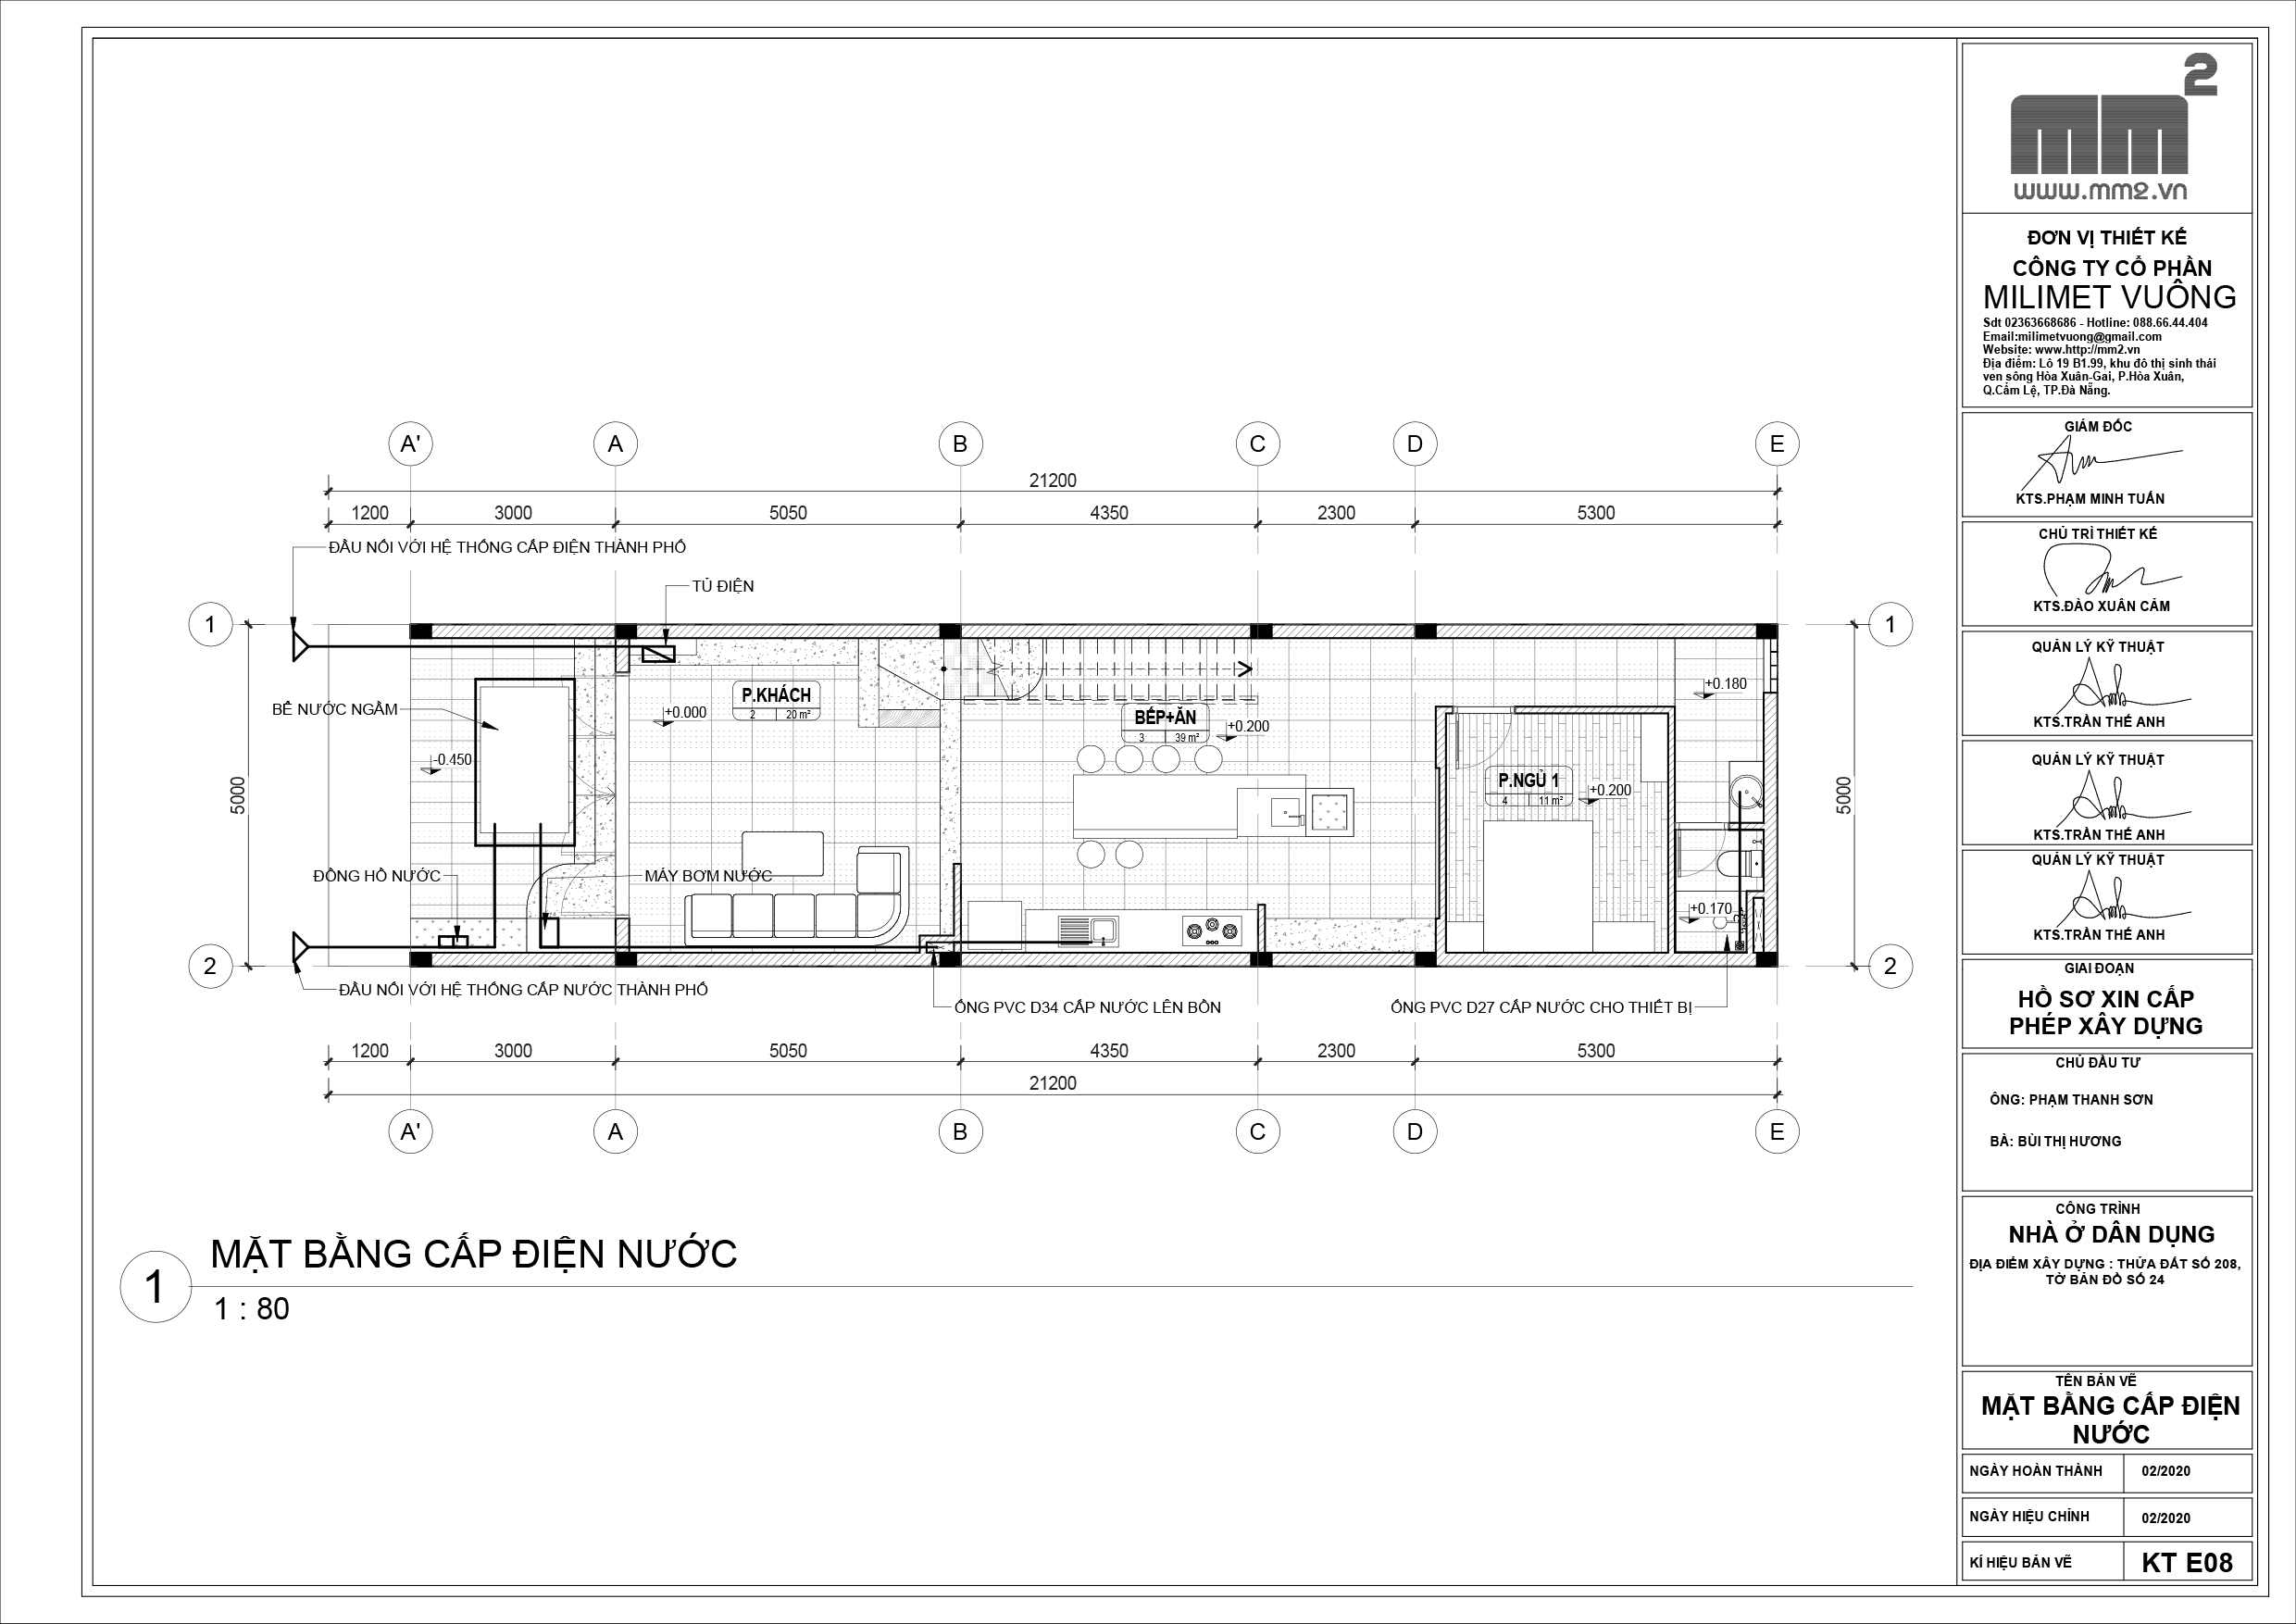 A'
A
B
C
D
E
21200
1200
3000
5050
4350
2300
5300
ĐẦU NỐI VỚI HỆ THỐNG CẤP ĐIỆN THÀNH PHỐ
TỦ ĐIỆN
1
1
P.KHÁCH
2
20 m²
+0.000
+0.180
BỂ NƯỚC NGẦM
BẾP+ĂN
3
39 m²
+0.200
-0.450
P.NGỦ 1
4
11 m²
+0.200
5000
5000
ĐỒNG HỒ NƯỚC
MÁY BƠM NƯỚC
+0.170
2
2
ĐẦU NỐI VỚI HỆ THỐNG CẤP NƯỚC THÀNH PHỐ
ỐNG PVC D34 CẤP NƯỚC LÊN BỒN
ỐNG PVC D27 CẤP NƯỚC CHO THIẾT BỊ
1200
3000
5050
4350
2300
5300
21200
A'
A
B
C
D
E
1
MẶT BẰNG CẤP ĐIỆN NƯỚC
1 : 80
mm2
www.mm2.vn
ĐƠN VỊ THIẾT KẾ
CÔNG TY CỔ PHẦN
MILIMET VUÔNG
Sdt 02363668686 - Hotline: 088.66.44.404
Email:milimetvuong@gmail.com
Website: www.http://mm2.vn
Địa điểm: Lô 19 B1.99, khu đô thị sinh thái
ven sông Hòa Xuân-Gai, P.Hòa Xuân,
Q.Cẩm Lệ, TP.Đà Nẵng.
GIÁM ĐỐC
KTS.PHẠM MINH TUẤN
CHỦ TRÌ THIẾT KẾ
KTS.ĐÀO XUÂN CẢM
QUẢN LÝ KỸ THUẬT
KTS.TRẦN THẾ ANH
QUẢN LÝ KỸ THUẬT
KTS.TRẦN THẾ ANH
QUẢN LÝ KỸ THUẬT
KTS.TRẦN THẾ ANH
GIAI ĐOẠN
HỒ SƠ XIN CẤP
PHÉP XÂY DỰNG
CHỦ ĐẦU TƯ
ÔNG: PHẠM THANH SƠN
BÀ: BÙI THỊ HƯƠNG
CÔNG TRÌNH
NHÀ Ở DÂN DỤNG
ĐỊA ĐIỂM XÂY DỰNG : THỬA ĐẤT SỐ 208,
TỜ BẢN ĐỒ SỐ 24
TÊN BẢN VẼ
MẶT BẰNG CẤP ĐIỆN
NƯỚC
NGÀY HOÀN THÀNH
02/2020
NGÀY HIỆU CHỈNH
02/2020
KÍ HIỆU BẢN VẼ
KT E08